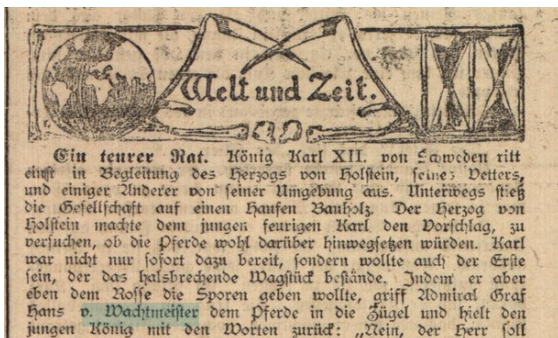 Welt und Zeit.
Ein teurer Rat. König Karl XII. von Schweden ritt
einst in Begleitung des Herzogs von Holstein, seines Vetters,
und einiger Anderer von seiner Umgebung aus. Unterwegs stieß
die Gesellschaft auf einen Haufen Bauholz. Der Herzog von
Holstein machte dem jungen feurigen Karl den Vorschlag, zu
versuchen, ob die Pferde wohl darüber hinwegsetzen würden. Karl
war nicht nur sofort dazu bereit, sondern wollte auch der Erste
sein, der das halsbrechende Wagstück bestände. Indem er aber
eben dem Rosse die Sporen geben wollte, griff Admiral Graf
Hans v. Wachtmeister dem Pferde in die Zügel und hielt den
jungen König mit den Worten zurück: „Nein, der Herr soll